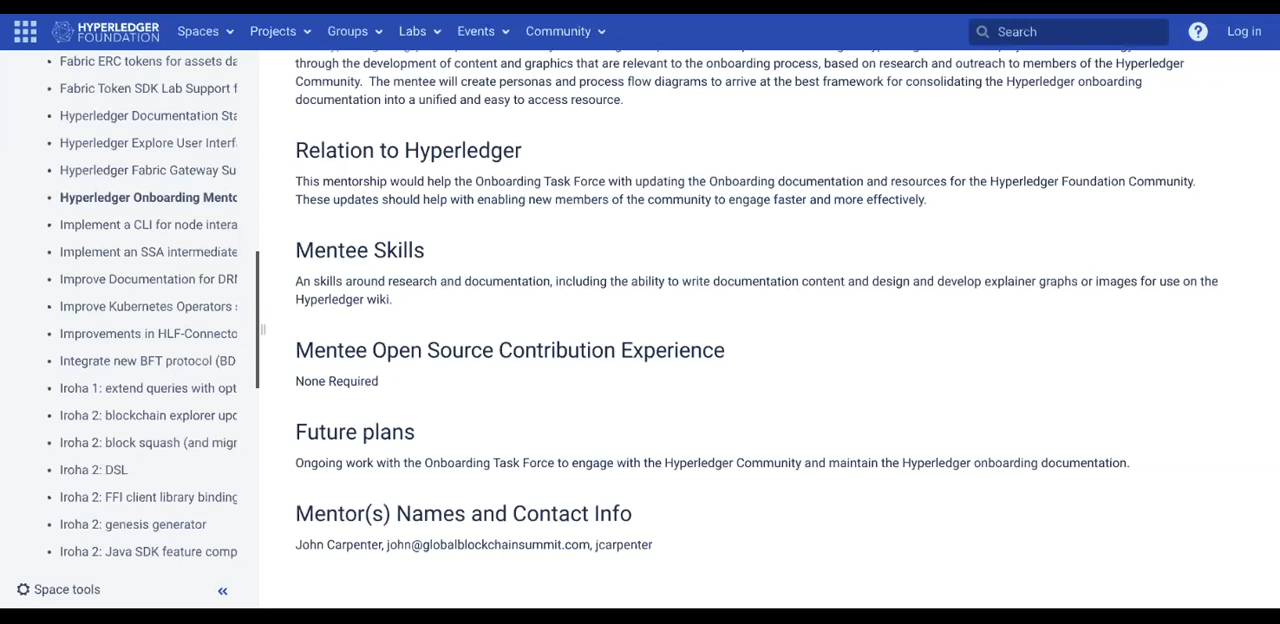 HYPERLEDGER
FOUNDATION
Spaces
Projects
Groups
Labs
Events
Community
Search
Log in
Fabric ERC tokens for assets da
Fabric Token SDK Lab Support f
Hyperledger Documentation Sta
Hyperledger Explore User Interf
Hyperledger Fabric Gateway Su
Hyperledger Onboarding Mento
Implement a CLI for node intera
Implement an SSA intermediate
Improve Documentation for DRM
Improve Kubernetes Operators s
Improvements in HLF-Connecto
Integrate new BFT protocol (BD
Iroha 1: extend queries with opt
Iroha 2: blockchain explorer upd
Iroha 2: block squash (and migr
Iroha 2: DSL
Iroha 2: FFI client library binding
Iroha 2: genesis generator
Iroha 2: Java SDK feature comp
Space tools
through the development of content and graphics that are relevant to the onboarding process, based on research and outreach to members of the Hyperledger
Community. The mentee will create personas and process flow diagrams to arrive at the best framework for consolidating the Hyperledger onboarding
documentation into a unified and easy to access resource.
Relation to Hyperledger
This mentorship would help the Onboarding Task Force with updating the Onboarding documentation and resources for the Hyperledger Foundation Community.
These updates should help with enabling new members of the community to engage faster and more effectively.
Mentee Skills
An skills around research and documentation, including the ability to write documentation content and design and develop explainer graphs or images for use on the
Hyperledger wiki.
Mentee Open Source Contribution Experience
None Required
Future plans
Ongoing work with the Onboarding Task Force to engage with the Hyperledger Community and maintain the Hyperledger onboarding documentation.
Mentor(s) Names and Contact Info
John Carpenter, john@globalblockchainsummit.com, jcarpenter